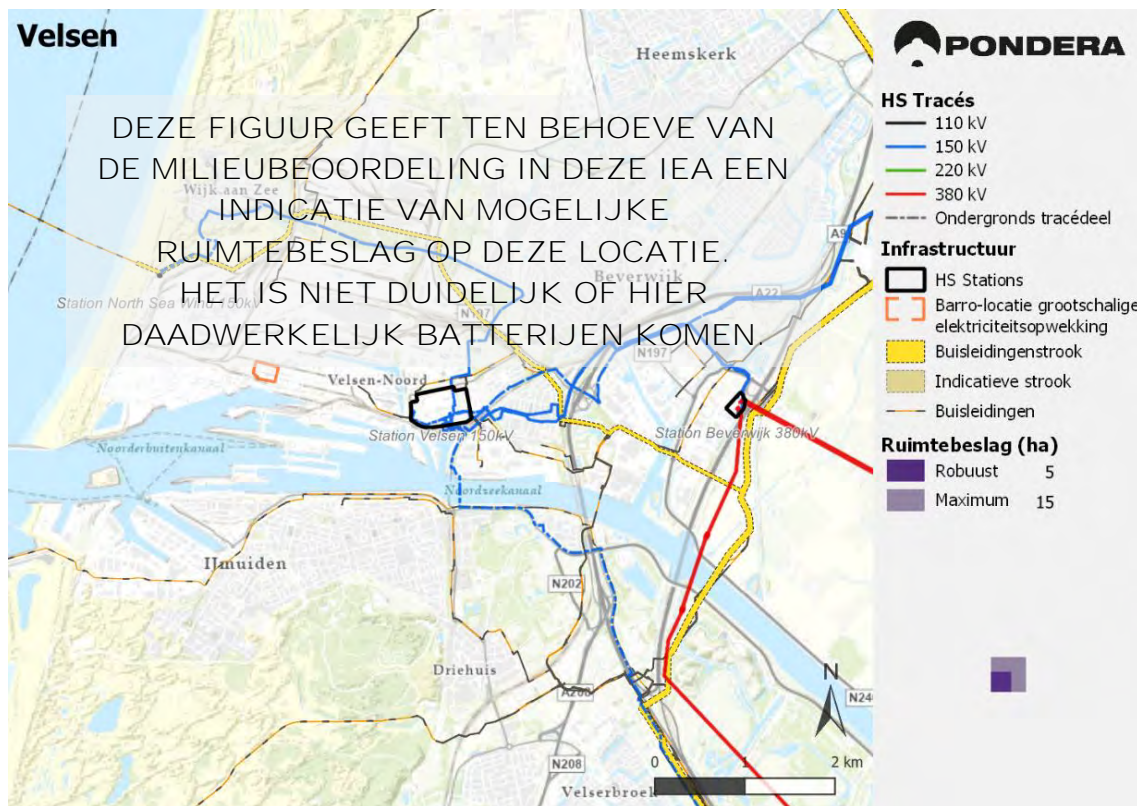 Velsen
Heemskerk
DEZE FIGUUR GEEFT TEN BEHOEVE VAN
DE MILIEUBEOORDELING IN DEZE IEA EEN
INDICATIE VAN MOGELIJKE
RUIMTEBESLAG OP DEZE LOCATIE.
HET IS NIET DUIDELIJK OF HIER
DAADWERKELIJK BATTERIJEN KOMEN.
Wijk aan Zee
A9
Beverwijk
Station North Sea Wind 150kV
A22
N197
N197
Velsen-Noord
Station Velsen 150kV
Station Beverwijk 380kV
Noorderbuitenkanaal
Noordzeekanaal
IJmuiden
N202
Driehuis
A208
N
N208
Velserbroek
0 1 2 km
PONDERA
HS Tracés
110 kV
150 kV
220 kV
380 kV
Ondergronds tracédeel
Infrastructuur
HS Stations
Barro-locatie grootschalige
elektriciteitsopwekking
Buisleidingenstrook
Indicatieve strook
Buisleidingen
Ruimtebeslag (ha)
Robuust 5
Maximum 15